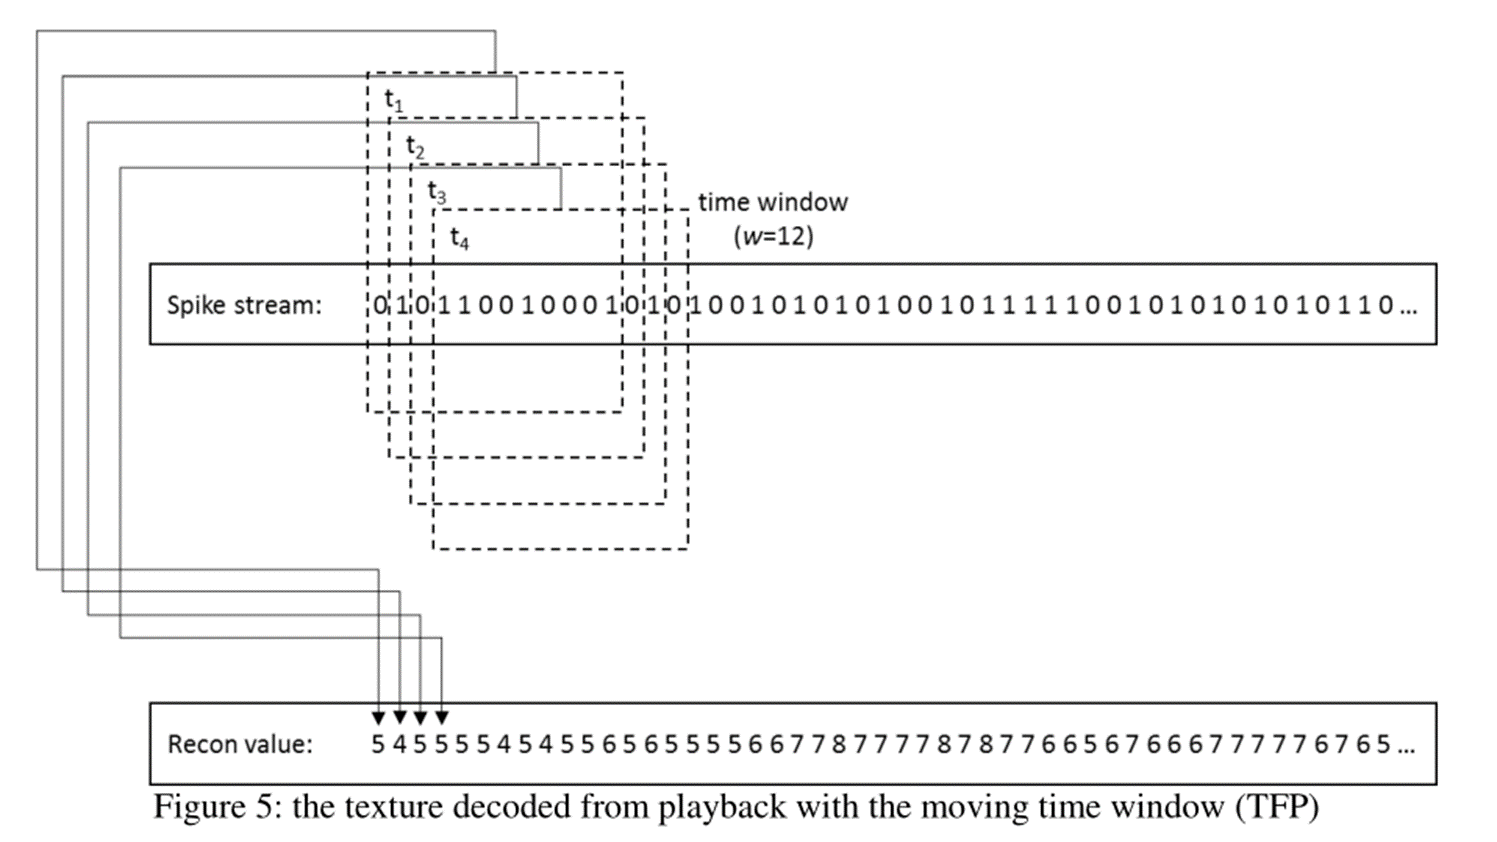 t₁
t₂
t₃
t₄
time window
(w=12)
Spike stream: 0 1 0 1 1 0 0 1 0 0 0 1 0 1 0 1 0 0 1 0 1 0 1 0 1 0 0 1 0 1 1 1 1 1 0 0 1 0 1 0 1 0 1 0 1 0 1 1 0 ...
Recon value: 5 4 5 5 5 5 4 5 4 5 5 6 5 6 5 5 5 5 6 6 7 7 8 7 7 7 7 8 7 8 7 7 6 6 5 6 7 6 6 6 7 7 7 7 7 6 7 6 5 ...
Figure 5: the texture decoded from playback with the moving time window (TFP)